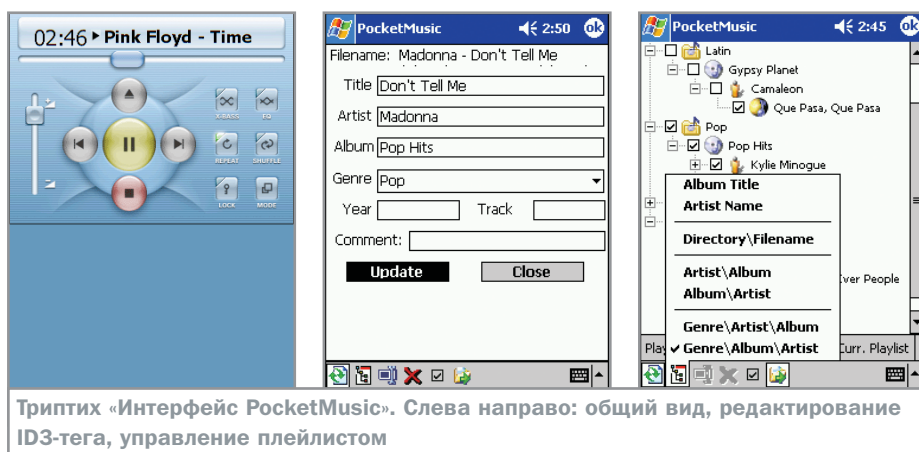 02:46 ▸ Pink Floyd - Time
X-BASS
EQ
REPEAT
SHUFFLE
LOCK
MODE
PocketMusic 2:50 ok
Filename: Madonna - Don't Tell Me
Title Don't Tell Me
Artist Madonna
Album Pop Hits
Genre Pop
Year Track
Comment:
Update Close
PocketMusic 2:45 ok
Latin
Gypsy Planet
Camaleon
Que Pasa, Que Pasa
Pop
Pop Hits
Kylie Minogue
Album Title
Artist Name
Directory\Filename
Artist\Album
Album\Artist
Ever People
Genre\Artist\Album
Play ✓ Genre\Album\Artist Curr. Playlist
Триптих «Интерфейс PocketMusic». Слева направо: общий вид, редактирование
ID3-тега, управление плейлистом